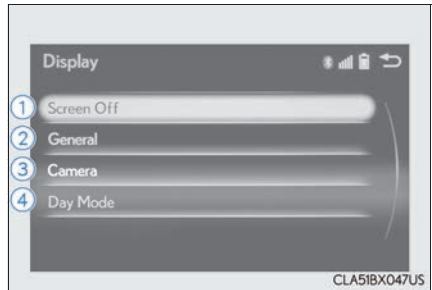 Display
1 Screen Off
2 General
3 Camera
4 Day Mode
CLA51BX047US